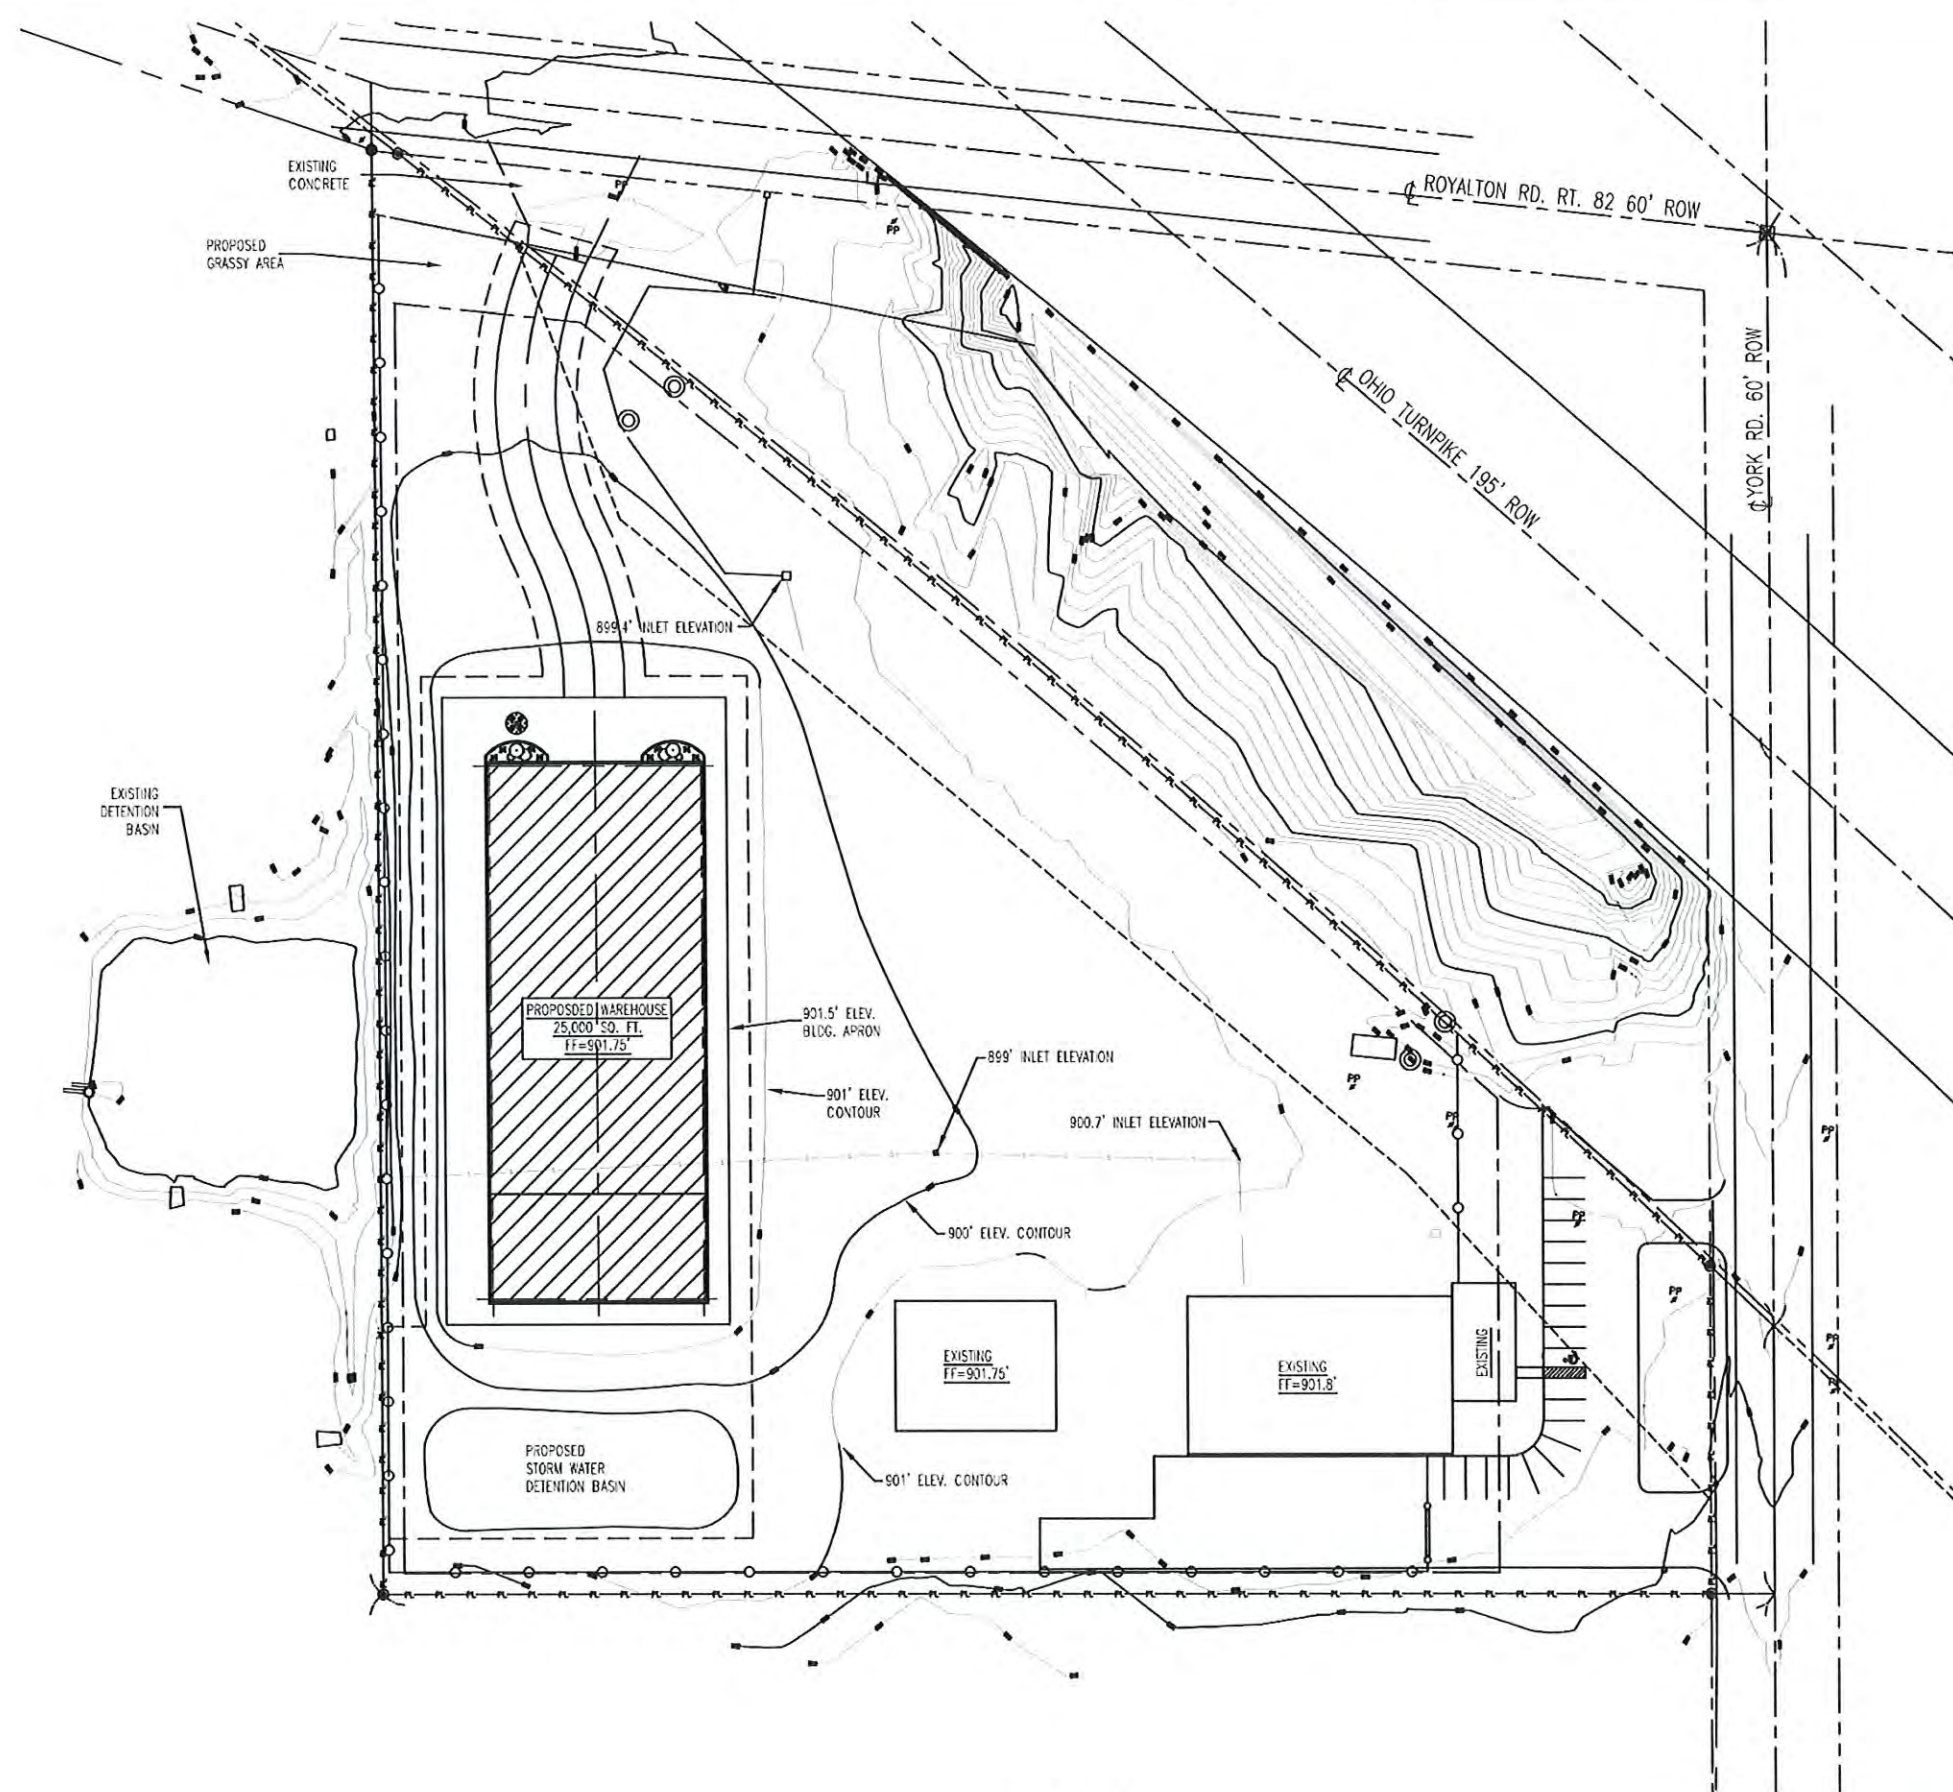 ₵ ROYALTON RD. RT. 82 60' ROW
EXISTING
CONCRETE
PP
PP
PROPOSED
GRASSY AREA
₵ OHIO TURNPIKE 195' ROW
₵ YORK RD. 60' ROW
899.4' INLET ELEVATION
EXISTING
DETENTION
BASIN
PROPOSDED WAREHOUSE
25,000 SQ. FT.
FF=901.75'
901.5' ELEV.
BLDG. APRON
899' INLET ELEVATION
901' ELEV.
CONTOUR
900.7' INLET ELEVATION
PP
PP
PP
PP
900' ELEV. CONTOUR
PP
PP
EXISTING
FF=901.75'
EXISTING
FF=901.8'
EXISTING
PROPOSED
STORM WATER
DETENTION BASIN
901' ELEV. CONTOUR